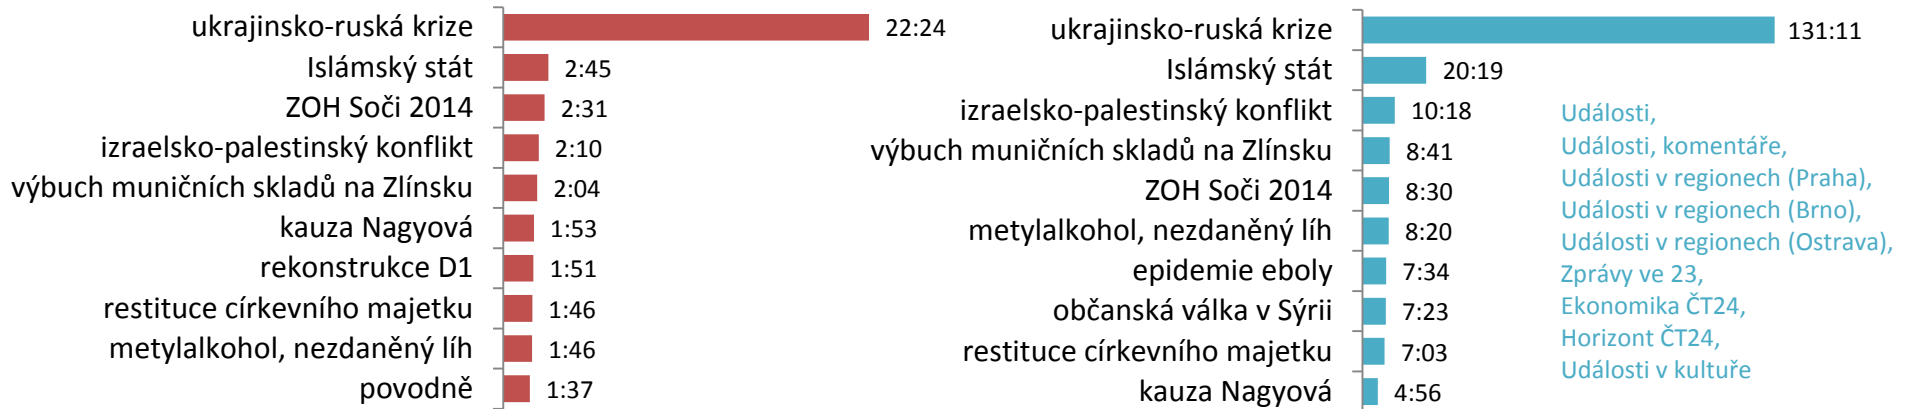 ukrajinsko-ruská krize 22:24
Islámský stát 2:45
ZOH Soči 2014 2:31
izraelsko-palestinský konflikt 2:10
výbuch muničních skladů na Zlínsku 2:04
kauza Nagyová 1:53
rekonstrukce D1 1:51
restituce církevního majetku 1:46
metylalkohol, nezdaněný líh 1:46
povodně 1:37
ukrajinsko-ruská krize 131:11
Islámský stát 20:19
izraelsko-palestinský konflikt 10:18
výbuch muničních skladů na Zlínsku 8:41
ZOH Soči 2014 8:30
metylalkohol, nezdaněný líh 8:20
epidemie eboly 7:34
občanská válka v Sýrii 7:23
restituce církevního majetku 7:03
kauza Nagyová 4:56
Události,
Události, komentáře,
Události v regionech (Praha),
Události v regionech (Brno),
Události v regionech (Ostrava),
Zprávy ve 23,
Ekonomika ČT24,
Horizont ČT24,
Události v kultuře